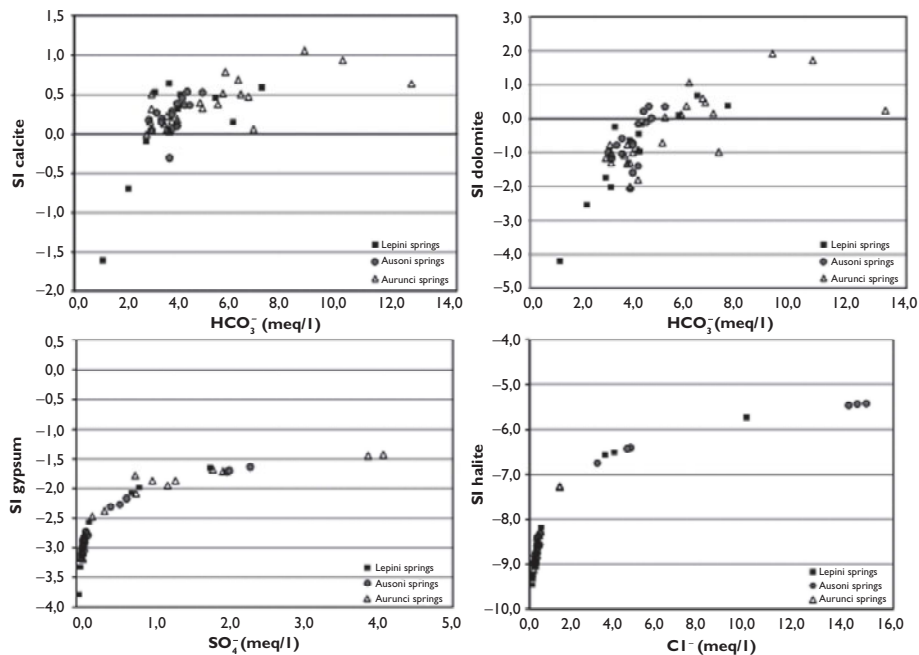 1,5
1,0
0,5
0,0
−0,5
−1,0
−1,5
−2,0
SI calcite
0,0 2,0 4,0 6,0 8,0 10,0 12,0 14,0
HCO₃⁻ (meq/l)
Lepini springs
Ausoni springs
Aurunci springs
3,0
2,0
1,0
0,0
−1,0
−2,0
−3,0
−4,0
−5,0
SI dolomite
0,0 2,0 4,0 6,0 8,0 10,0 12,0 14,0
HCO₃⁻ (meq/l)
Lepini springs
Ausoni springs
Aurunci springs
0,5
0,0
−0,5
−1,0
−1,5
−2,0
−2,5
−3,0
−3,5
−4,0
SI gypsum
0,0 1,0 2,0 3,0 4,0 5,0
SO₄⁻ (meq/l)
Lepini springs
Ausoni springs
Aurunci springs
−4,0
−5,0
−6,0
−7,0
−8,0
−9,0
−10,0
SI halite
0,0 2,0 4,0 6,0 8,0 10,0 12,0 14,0 16,0
Cl⁻ (meq/l)
Lepini springs
Ausoni springs
Aurunci springs